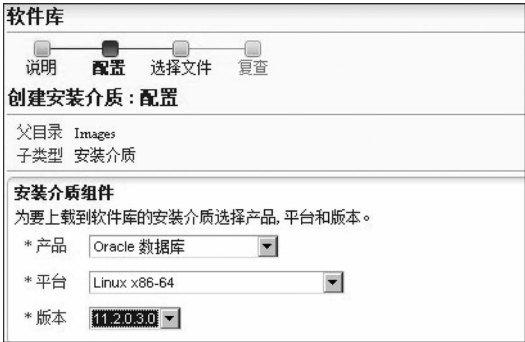 软件库
说明 配置 选择文件 复查
创建安装介质：配置
父目录 Images
子类型 安装介质
安装介质组件
为要上载到软件库的安装介质选择产品, 平台和版本。
* 产品 Oracle 数据库
* 平台 Linux x86-64
* 版本 11.2.0.3.0